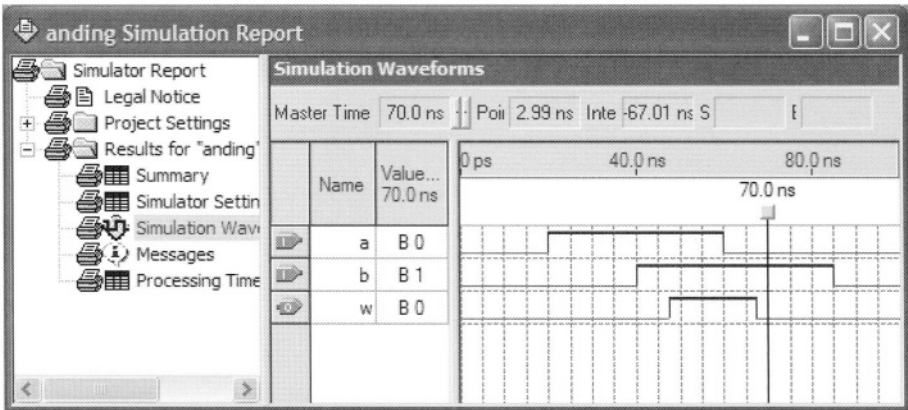 anding Simulation Report
Simulator Report
Legal Notice
Project Settings
Results for "anding"
Summary
Simulator Settin
Simulation Wave
Messages
Processing Time
Simulation Waveforms
Master Time 70.0 ns Poii 2.99 ns Inte -67.01 ns S E
Name Value... 70.0 ns
0 ps 40.0 ns 80.0 ns
70.0 ns
a B 0
b B 1
w B 0